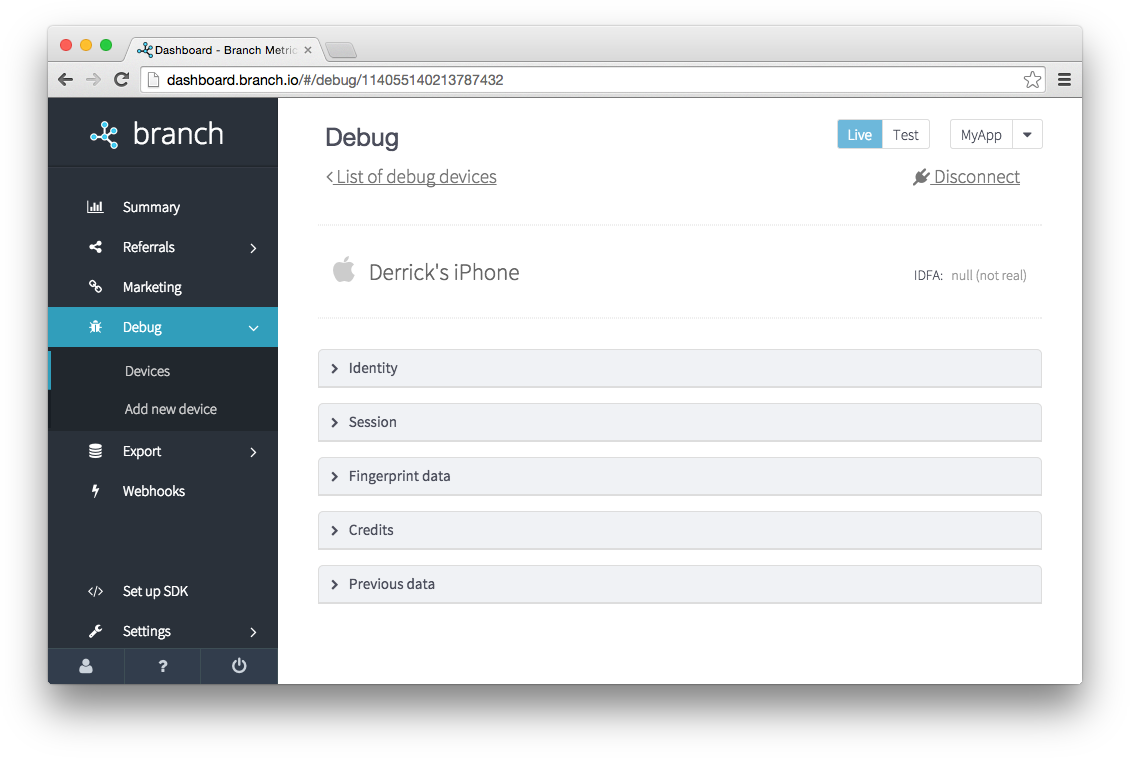 Dashboard - Branch Metric
dashboard.branch.io/#/debug/114055140213787432
branch
Summary
Referrals
Marketing
Debug
Devices
Add new device
Export
Webhooks
Set up SDK
Settings
?
Debug
Live Test MyApp
List of debug devices
Disconnect
Derrick's iPhone
IDFA: null (not real)
Identity
Session
Fingerprint data
Credits
Previous data